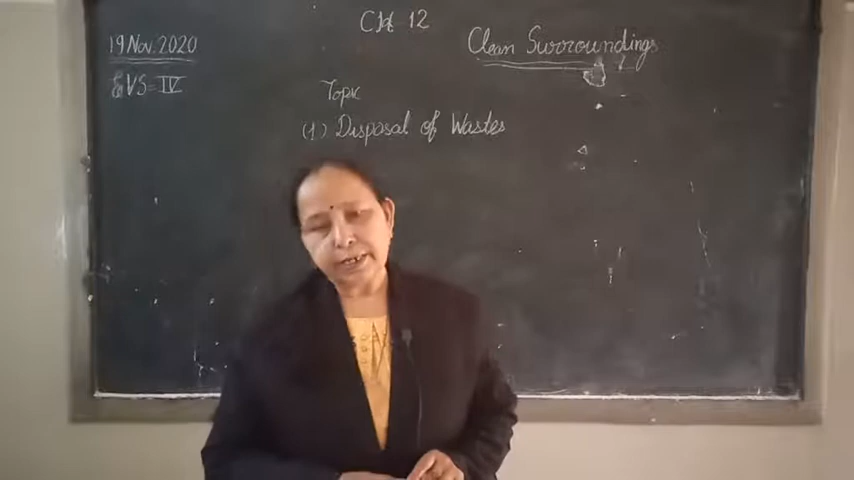 CH 12
19 Nov. 2020
Clean Surroundings
EVS - IV
Topic
(1) Disposal of Wastes